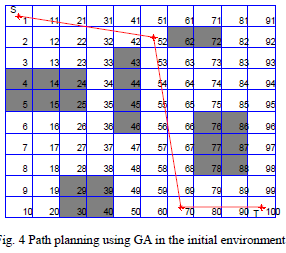 S
1 11 21 31 41 51 61 71 81 91
2 12 22 32 42 52 62 72 82 92
3 13 23 33 43 53 63 73 83 93
4 14 24 34 44 54 64 74 84 94
5 15 25 35 45 55 65 75 85 95
6 16 26 36 46 56 66 76 86 96
7 17 27 37 47 57 67 77 87 97
8 18 28 38 48 58 68 78 88 98
9 19 29 39 49 59 69 79 89 99
10 20 30 40 50 60 70 80 90 T 100
ig. 4 Path planning using GA in the initial environment